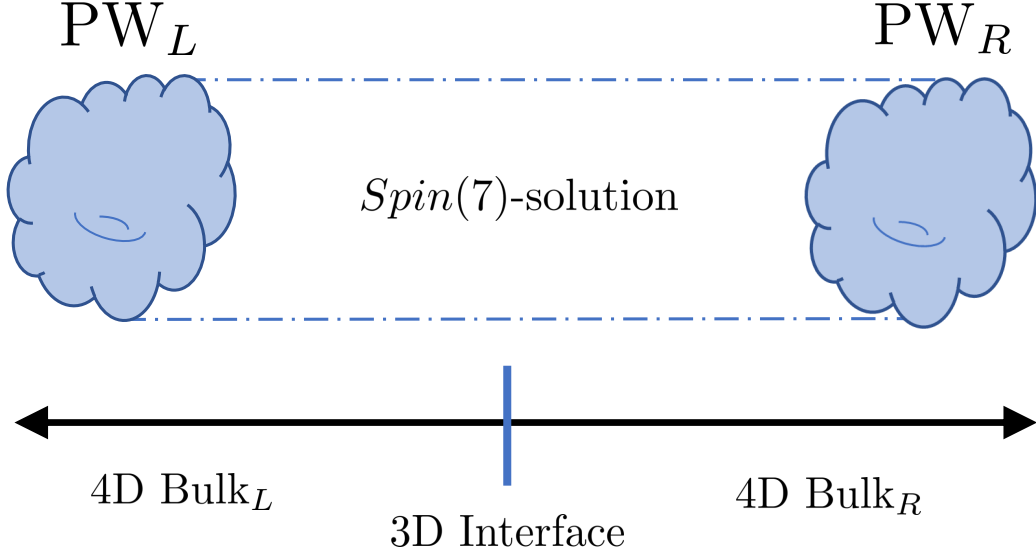 PW_L
PW_R
Spin(7)-solution
4D Bulk_L
4D Bulk_R
3D Interface